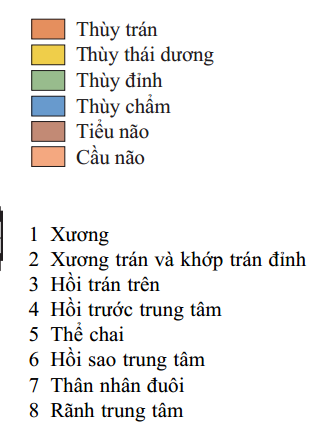 Thùy trán
Thùy thái dương
Thùy đỉnh
Thùy chẩm
Tiểu não
Cầu não
1 Xương
2 Xương trán và khớp trán đỉnh
3 Hồi trán trên
4 Hồi trước trung tâm
5 Thể chai
6 Hồi sao trung tâm
7 Thân nhân đuôi
8 Rãnh trung tâm